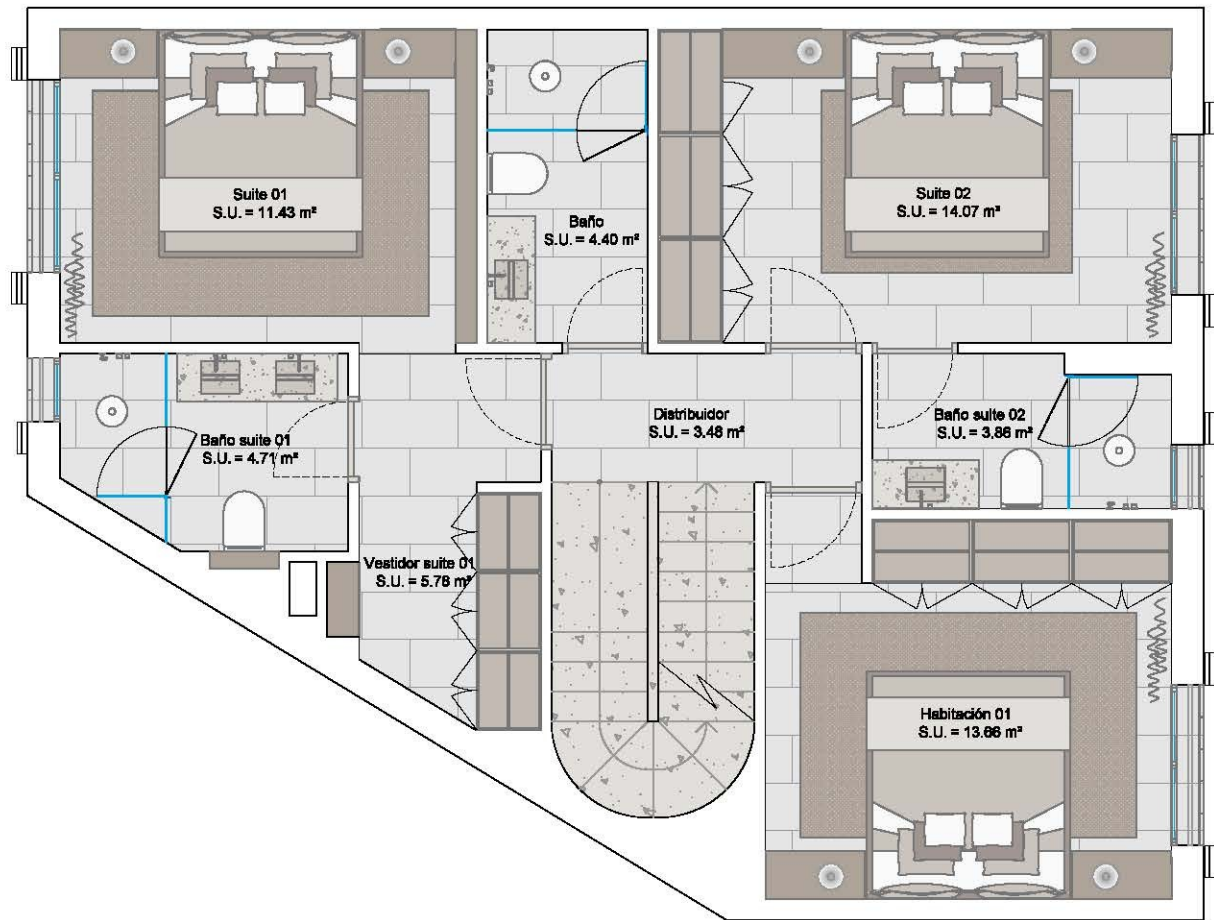 Suite 01
S.U. = 11.43 m²
Baño
S.U. = 4.40 m²
Suite 02
S.U. = 14.07 m²
Baño suite 01
S.U. = 4.71 m²
Distribuidor
S.U. = 3.48 m²
Baño suite 02
S.U. = 3.86 m²
Vestidor suite 01
S.U. = 5.78 m²
Habitación 01
S.U. = 13.66 m²